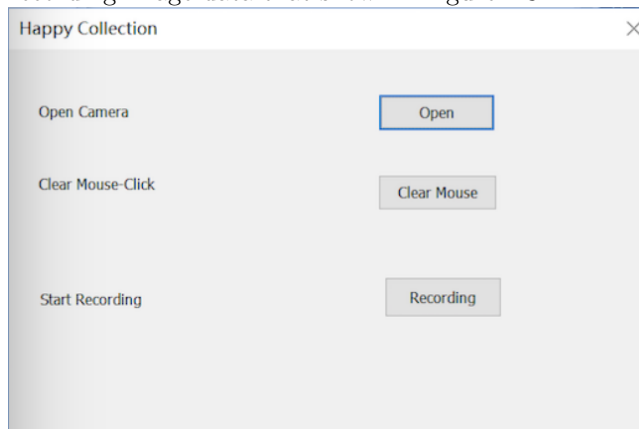 Happy Collection
Open Camera
Open
Clear Mouse-Click
Clear Mouse
Start Recording
Recording